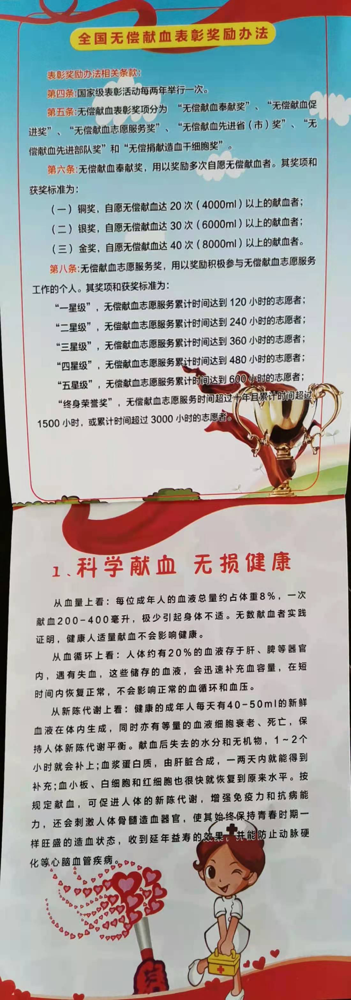 全国无偿献血表彰奖励办法
表彰奖励办法相关条款：
第四条:国家级表彰活动每两年举行一次。
第五条:无偿献血表彰奖项分为 “无偿献血奉献奖”、“无偿献血促
进奖”、“无偿献血志愿服务奖”、“无偿献血先进省（市）奖”、“无
偿献血先进部队奖”和“无偿捐献造血干细胞奖”。
第六条:无偿献血奉献奖，用以奖励多次自愿无偿献血者。其奖项和
获奖标准为：
（一）铜奖，自愿无偿献血达 20 次（4000ml）以上的献血者；
（二）银奖，自愿无偿献血达 30 次（6000ml）以上的献血者；
（三）金奖，自愿无偿献血达 40 次（8000ml）以上的献血者。
第八条:无偿献血志愿服务奖，用以奖励积极参与无偿献血志愿服务
工作的个人。其奖项和获奖标准为：
“一星级”，无偿献血志愿服务累计时间达到 120 小时的志愿者；
“二星级”，无偿献血志愿服务累计时间达到 240 小时的志愿者；
“三星级”，无偿献血志愿服务累计时间达到 360 小时的志愿者；
“四星级”，无偿献血志愿服务累计时间达到 480 小时的志愿者；
“五星级”，无偿献血志愿服务累计时间达到 600 小时的志愿者；
“终身荣誉奖”，无偿献血志愿服务时间超过十年且累计时间超过
1500 小时，或累计时间超过 3000 小时的志愿者。
1、科学献血 无损健康
从血量上看：每位成年人的血液总量约占体重8%，一次
献血200-400毫升，极少引起身体不适。无数献血者实践
证明，健康人适量献血不会影响健康。
从血循环上看：人体约有20%的血液存于肝、脾等器官
内，遇有失血，这些储存的血液，会迅速补充血容量，在短
时间内恢复正常，不会影响正常的血循环和血压。
从新陈代谢上看：健康的成年人每天有40-50ml的新鲜
血液在体内生成，同时亦有等量的血液细胞衰老、死亡，保
持人体新陈代谢平衡。献血后失去的水分和无机物，1～2个
小时就会补上;血浆蛋白质，由肝脏合成，一两天内就能得到
补充;血小板、白细胞和红细胞也很快就恢复到原来水平。按
规定献血，可促进人体的新陈代谢，增强免疫力和抗病能
力，还会刺激人体骨髓造血器官，使其始终保持青春时期一
样旺盛的造血状态，收到延年益寿的效果，并能防止动脉硬
化等心脑血管疾病。